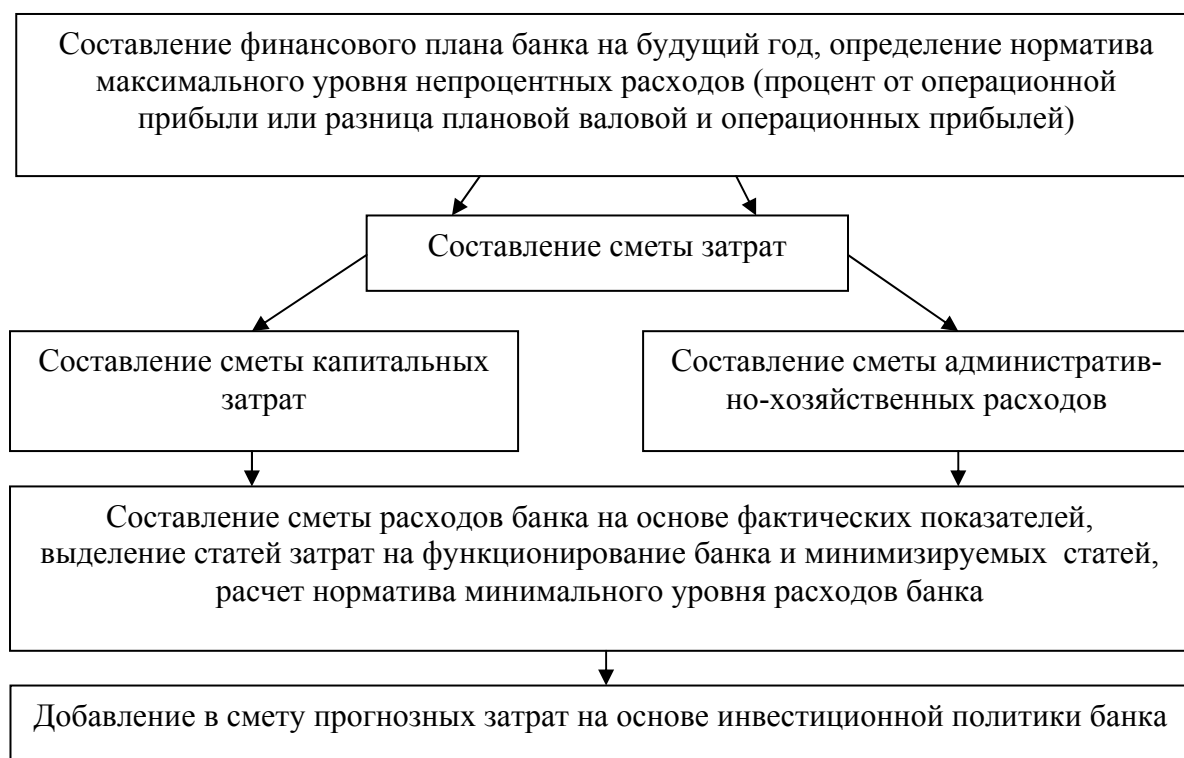 Составление финансового плана банка на будущий год, определение норматива
максимального уровня непроцентных расходов (процент от операционной
прибыли или разница плановой валовой и операционных прибылей)
Составление сметы затрат
Составление сметы капитальных
затрат
Составление сметы административ-
но-хозяйственных расходов
Составление сметы расходов банка на основе фактических показателей,
выделение статей затрат на функционирование банка и минимизируемых статей,
расчет норматива минимального уровня расходов банка
Добавление в смету прогнозных затрат на основе инвестиционной политики банка